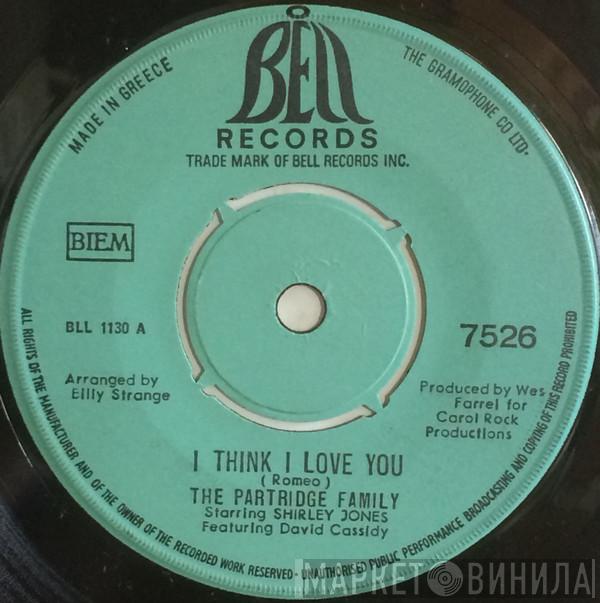 BELL
RECORDS
TRADE MARK OF BELL RECORDS INC.
MADE IN GREECE
THE GRAMOPHONE CO LTD.
BIEM
BLL 1130 A
7526
Arranged by
Billy Strange
Produced by Wes
Farrel for
Carol Rock
Productions
I THINK I LOVE YOU
(Romeo)
THE PARTRIDGE FAMILY
Starring SHIRLEY JONES
Featuring David Cassidy
ALL RIGHTS OF THE MANUFACTURER AND OF THE OWNER OF THE RECORDED WORK RESERVED - UNAUTHORISED PUBLIC PERFORMANCE BROADCASTING AND COPYING OF THIS RECORD PROHIBITED
МАРКЕТ ВИНИЛА